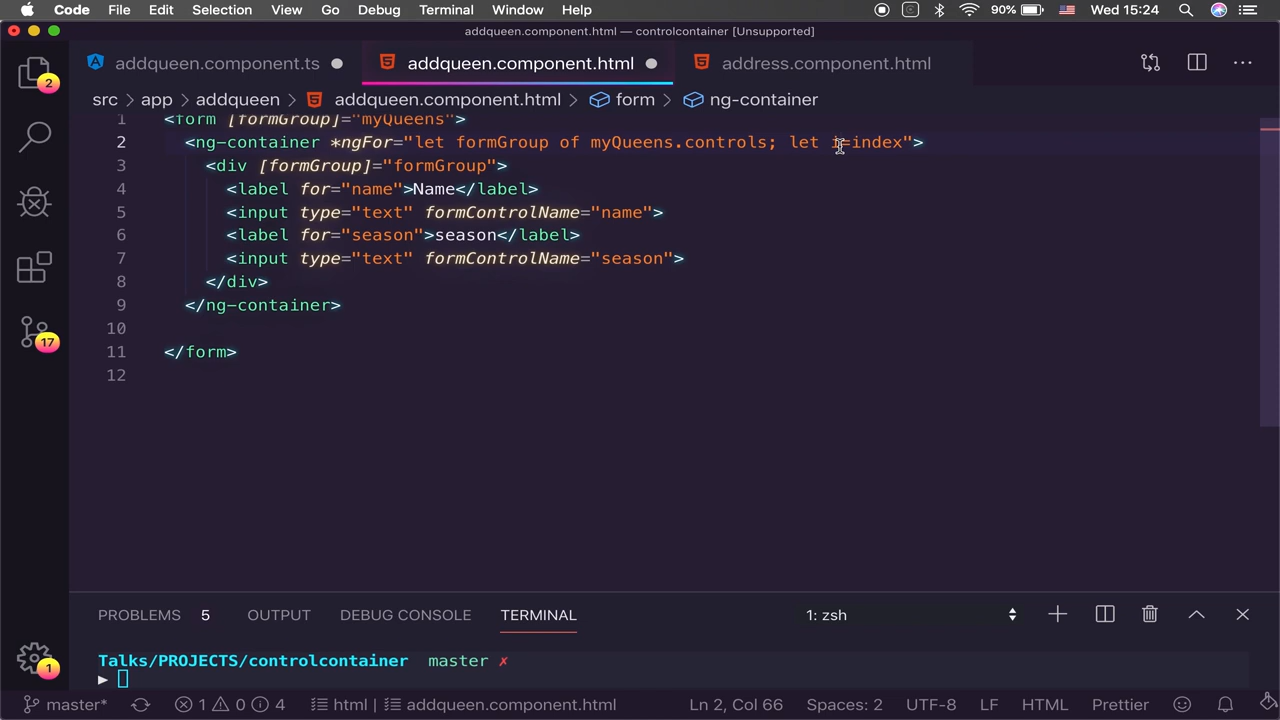 Code File Edit Selection View Go Debug Terminal Window Help 90% Wed 15:24
addqueen.component.html — controlcontainer [Unsupported]
2 addqueen.component.ts addqueen.component.html address.component.html
src > app > addqueen > addqueen.component.html > form > ng-container
1 <form [formGroup]="myQueens">
2 <ng-container *ngFor="let formGroup of myQueens.controls; let i=index">
3 <div [formGroup]="formGroup">
4 <label for="name">Name</label>
5 <input type="text" formControlName="name">
6 <label for="season">season</label>
7 <input type="text" formControlName="season">
8 </div>
9 </ng-container>
10
11 </form>
12
17
PROBLEMS 5 OUTPUT DEBUG CONSOLE TERMINAL 1: zsh
Talks/PROJECTS/controlcontainer master ✗
▶
1
master* 1 0 4 html | addqueen.component.html Ln 2, Col 66 Spaces: 2 UTF-8 LF HTML Prettier